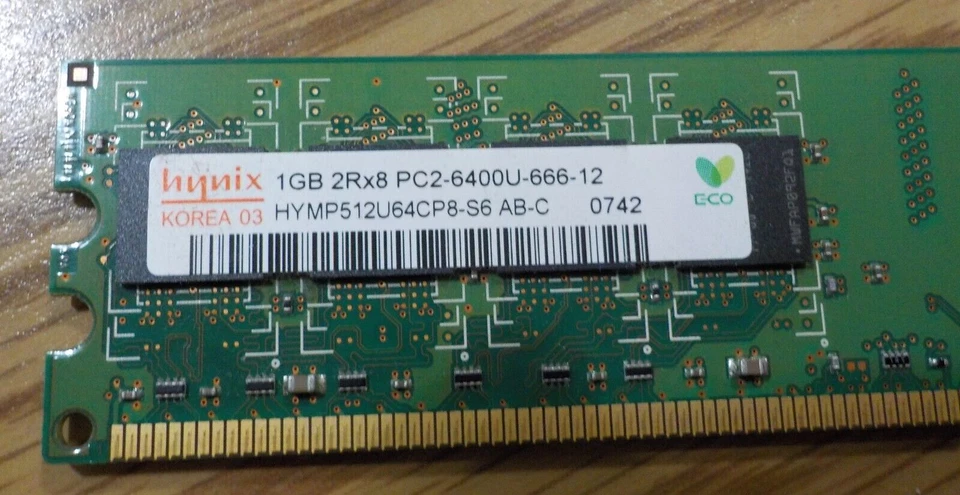 hynix 1GB 2Rx8 PC2-6400U-666-12
KOREA 03 HYMP512U64CP8-S6 AB-C 0742
ECO